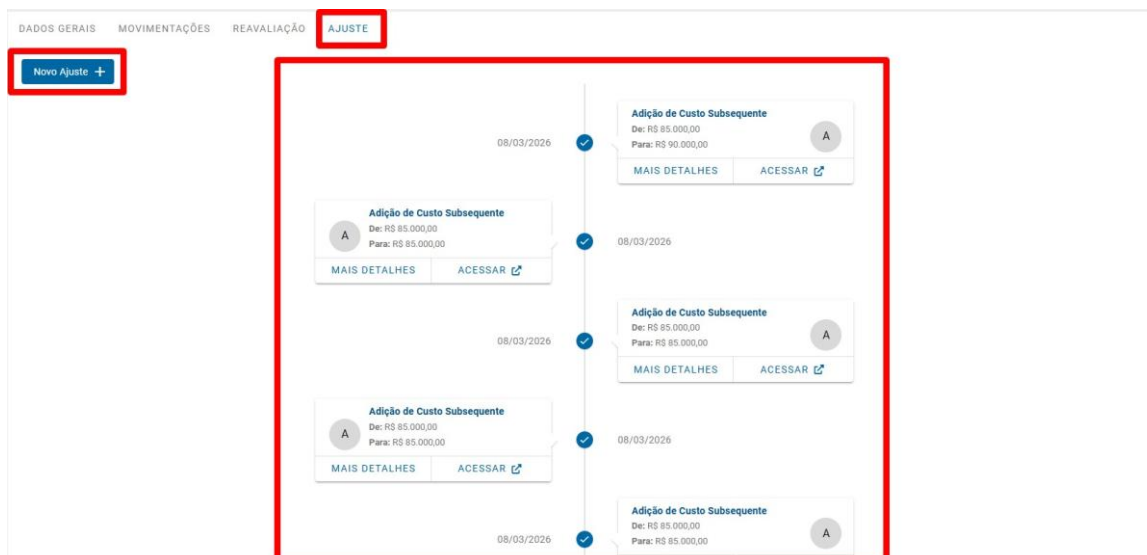 DADOS GERAIS MOVIMENTAÇÕES REAVALIAÇÃO AJUSTE
Novo Ajuste +
08/03/2026
Adição de Custo Subsequente
De: R$ 85.000,00
Para: R$ 90.000,00
A
MAIS DETALHES ACESSAR
Adição de Custo Subsequente
De: R$ 85.000,00
Para: R$ 85.000,00
A
MAIS DETALHES ACESSAR
08/03/2026
08/03/2026
Adição de Custo Subsequente
De: R$ 85.000,00
Para: R$ 85.000,00
A
MAIS DETALHES ACESSAR
Adição de Custo Subsequente
De: R$ 85.000,00
Para: R$ 85.000,00
A
MAIS DETALHES ACESSAR
08/03/2026
08/03/2026
Adição de Custo Subsequente
De: R$ 85.000,00
Para: R$ 85.000,00
A